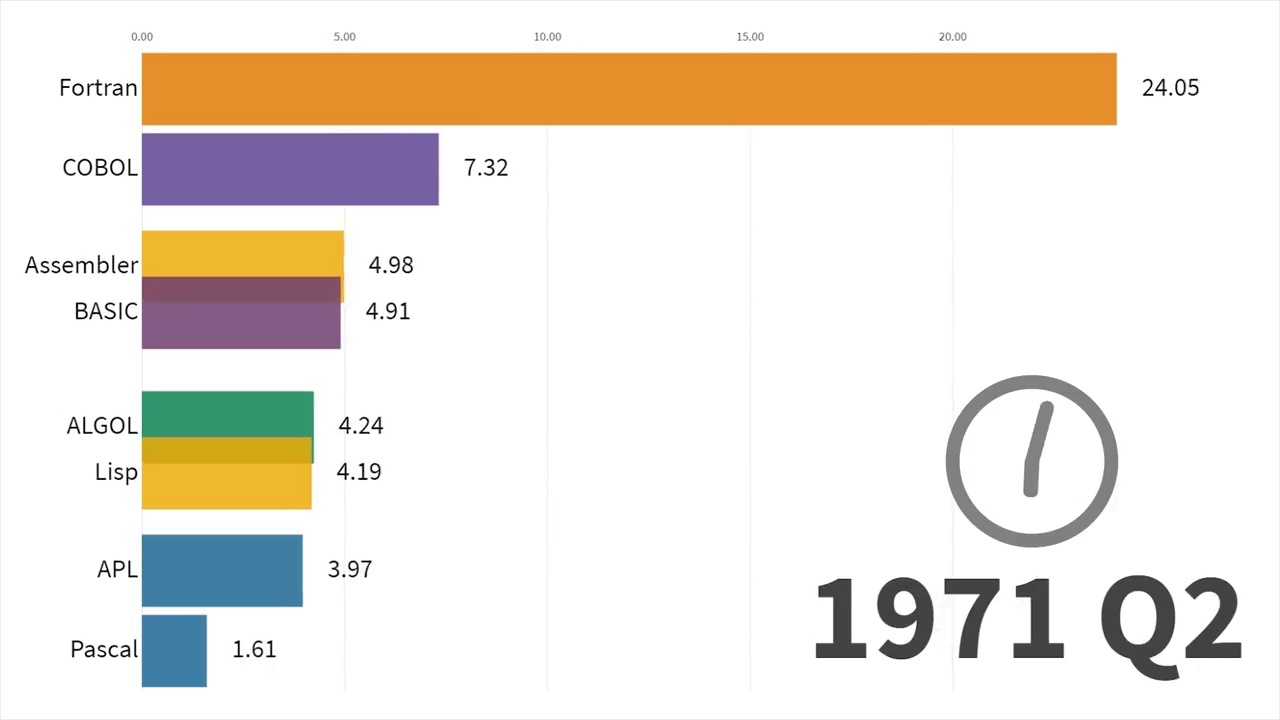 0.00 5.00 10.00 15.00 20.00
Fortran 24.05
COBOL 7.32
Assembler 4.98
BASIC 4.91
ALGOL 4.24
Lisp 4.19
APL 3.97
Pascal 1.61
1971 Q2